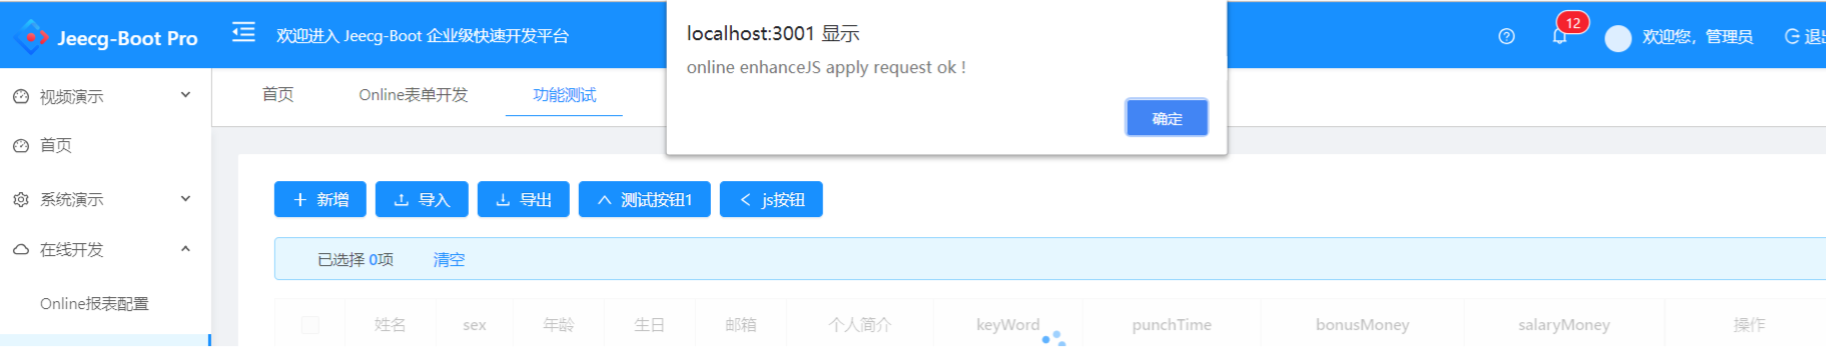 Jeecg-Boot Pro
欢迎进入 Jeecg-Boot 企业级快速开发平台
localhost:3001 显示
online enhanceJS apply request ok !
确定
12
欢迎您，管理员
退出
视频演示
首页
系统演示
在线开发
Online报表配置
首页
Online表单开发
功能测试
新增
导入
导出
测试按钮1
js按钮
已选择 0项 清空
姓名 sex 年龄 生日 邮箱 个人简介 keyWord punchTime bonusMoney salaryMoney 操作